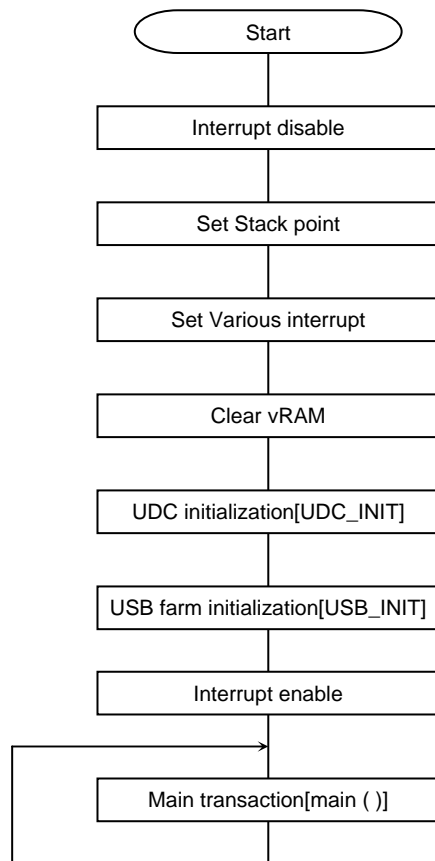 Start
Interrupt disable
Set Stack point
Set Various interrupt
Clear vRAM
UDC initialization[UDC_INIT]
USB farm initialization[USB_INIT]
Interrupt enable
Main transaction[main ( )]